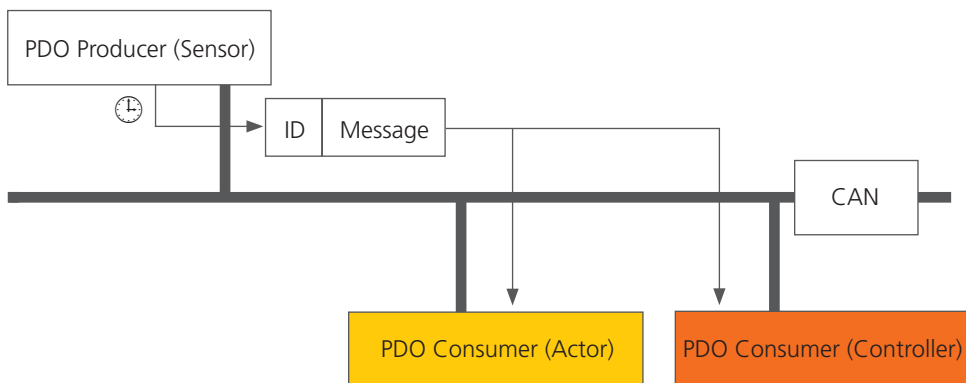 PDO Producer (Sensor)
ID
Message
CAN
PDO Consumer (Actor)
PDO Consumer (Controller)